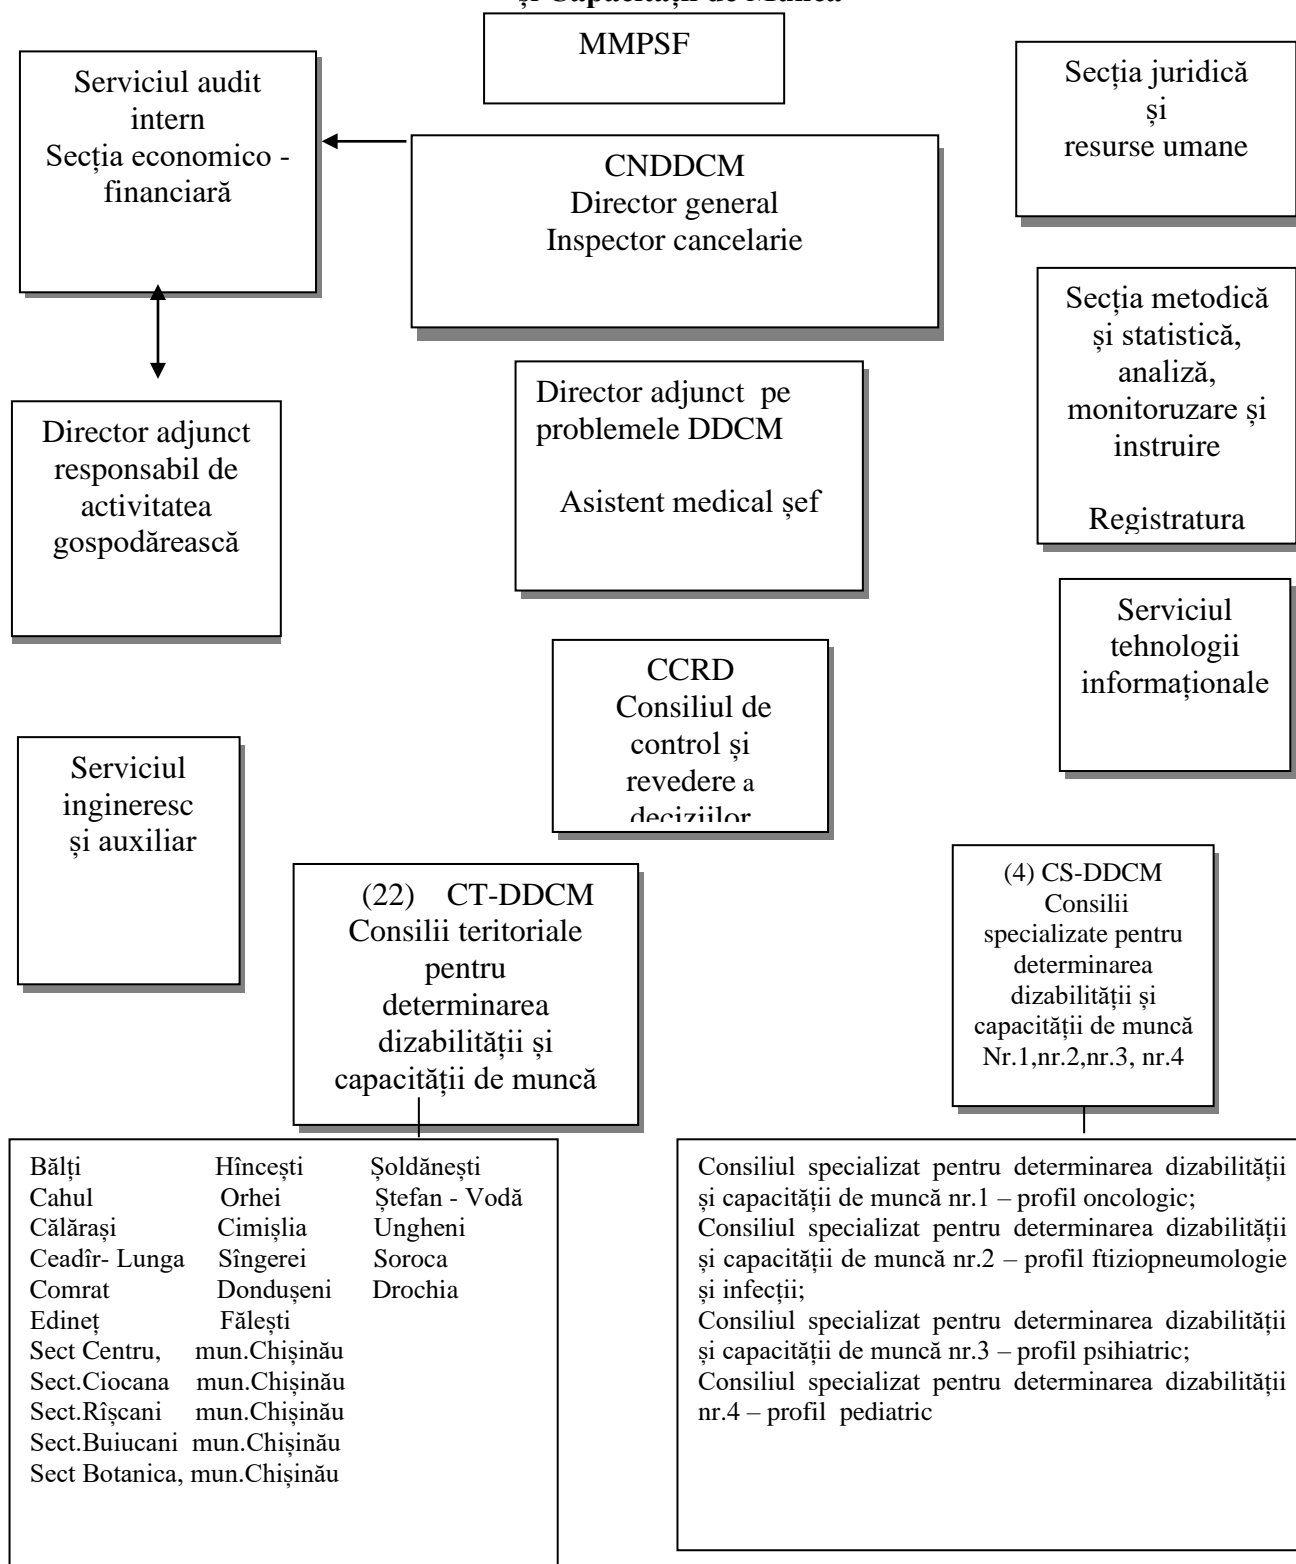 și Capacității de Muncă
MMPSF
Serviciul audit
intern
Secția economico -
financiară
Secția juridică
și
resurse umane
CNDDCM
Director general
Inspector cancelarie
Secția metodică
și statistică,
analiză,
monitoruzare și
instruire
Registratura
Director adjunct pe
problemele DDCM
Asistent medical șef
Director adjunct
responsabil de
activitatea
gospodărească
Serviciul
tehnologii
informaționale
CCRD
Consiliul de
control și
revedere a
deciziilor
Serviciul
ingineresc
și auxiliar
(22) CT-DDCM
Consilii teritoriale
pentru
determinarea
dizabilității și
capacității de muncă
(4) CS-DDCM
Consilii
specializate pentru
determinarea
dizabilității și
capacității de muncă
Nr.1,nr.2,nr.3, nr.4
Bălți Hîncești Șoldănești
Cahul Orhei Ștefan - Vodă
Călărași Cimișlia Ungheni
Ceadîr- Lunga Sîngerei Soroca
Comrat Dondușeni Drochia
Edineț Fălești
Sect Centru, mun.Chișinău
Sect.Ciocana mun.Chișinău
Sect.Rîșcani mun.Chișinău
Sect.Buiucani mun.Chișinău
Sect Botanica, mun.Chișinău
Consiliul specializat pentru determinarea dizabilității
și capacității de muncă nr.1 – profil oncologic;
Consiliul specializat pentru determinarea dizabilității
și capacității de muncă nr.2 – profil ftiziopneumologie
și infecții;
Consiliul specializat pentru determinarea dizabilității
și capacității de muncă nr.3 – profil psihiatric;
Consiliul specializat pentru determinarea dizabilității
nr.4 – profil pediatric